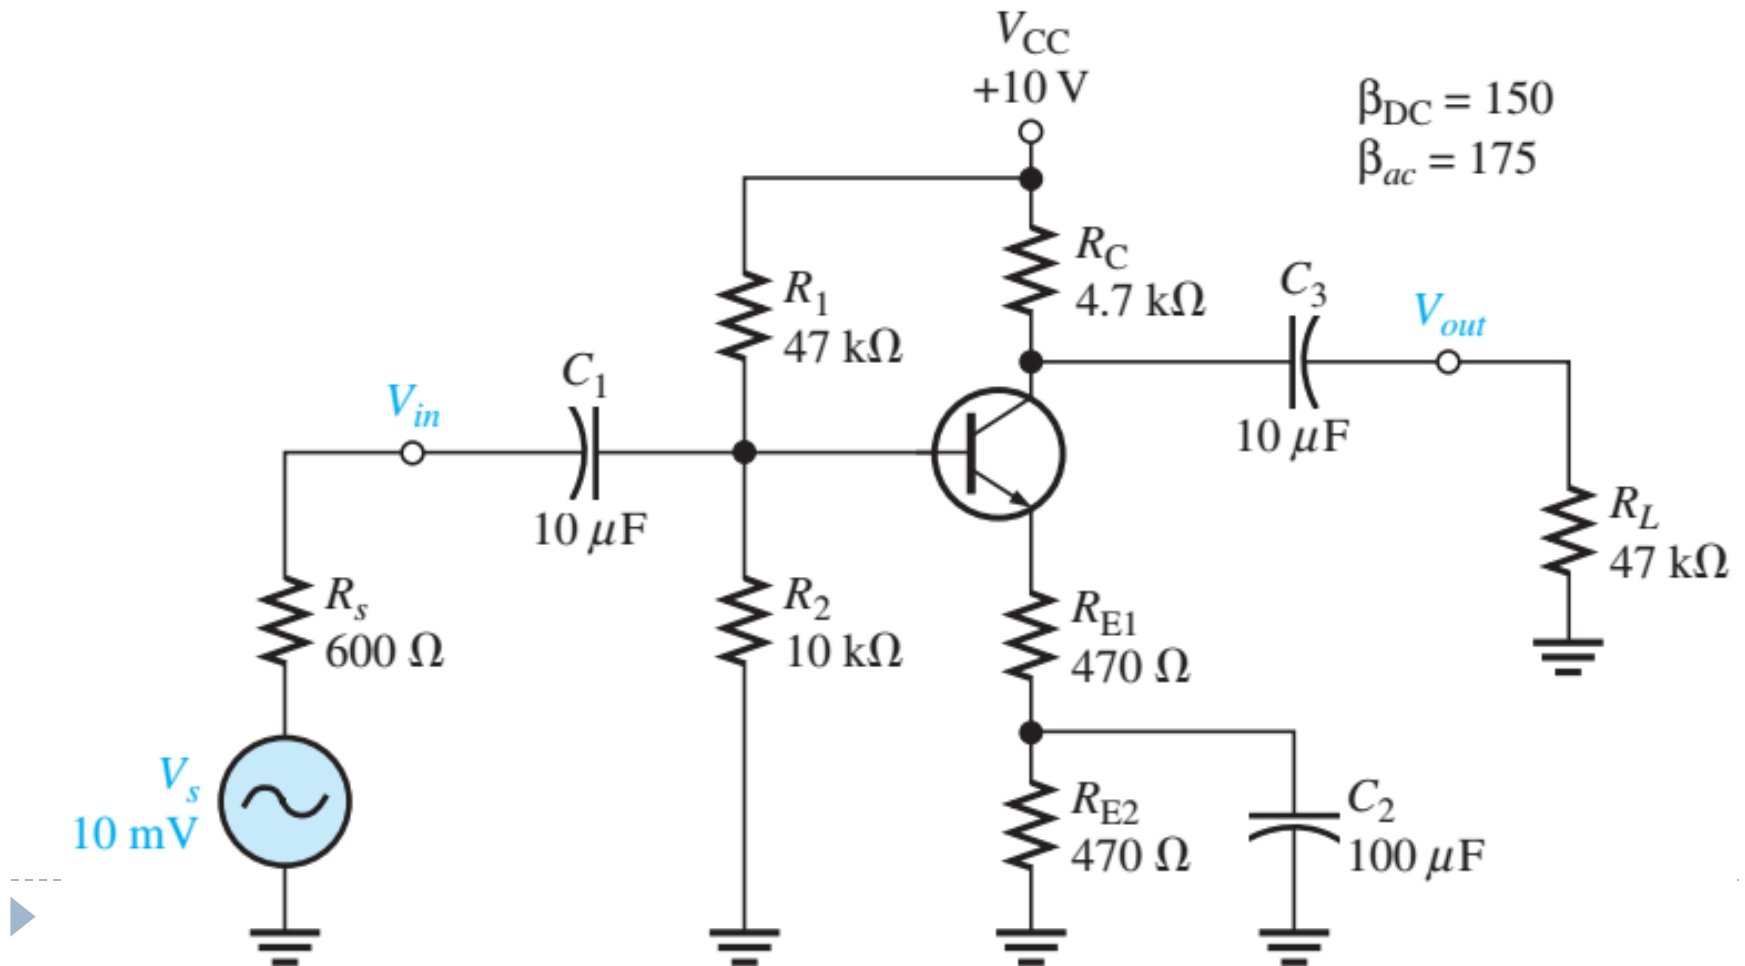 V_CC
+10 V
β_DC = 150
β_ac = 175
R_C
4.7 kΩ
R_1
47 kΩ
C_3
10 μF
V_out
C_1
10 μF
V_in
R_L
47 kΩ
R_s
600 Ω
R_2
10 kΩ
R_E1
470 Ω
V_s
10 mV
R_E2
470 Ω
C_2
100 μF